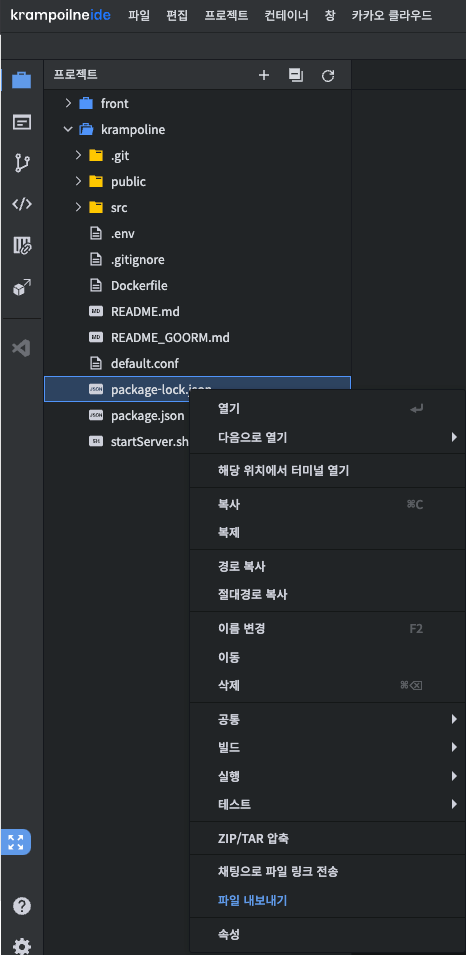 krampoilneide 파일 편집 프로젝트 컨테이너 창 카카오 클라우드
프로젝트
front
krampoline
.git
public
src
.env
.gitignore
Dockerfile
MD README.md
MD README_GOORM.md
default.conf
JSON package-lock.json
JSON package.json
SH startServer.sh
열기
다음으로 열기
해당 위치에서 터미널 열기
복사 ⌘C
복제
경로 복사
절대경로 복사
이름 변경 F2
이동
삭제 ⌘⌫
공통
빌드
실행
테스트
ZIP/TAR 압축
채팅으로 파일 링크 전송
파일 내보내기
속성